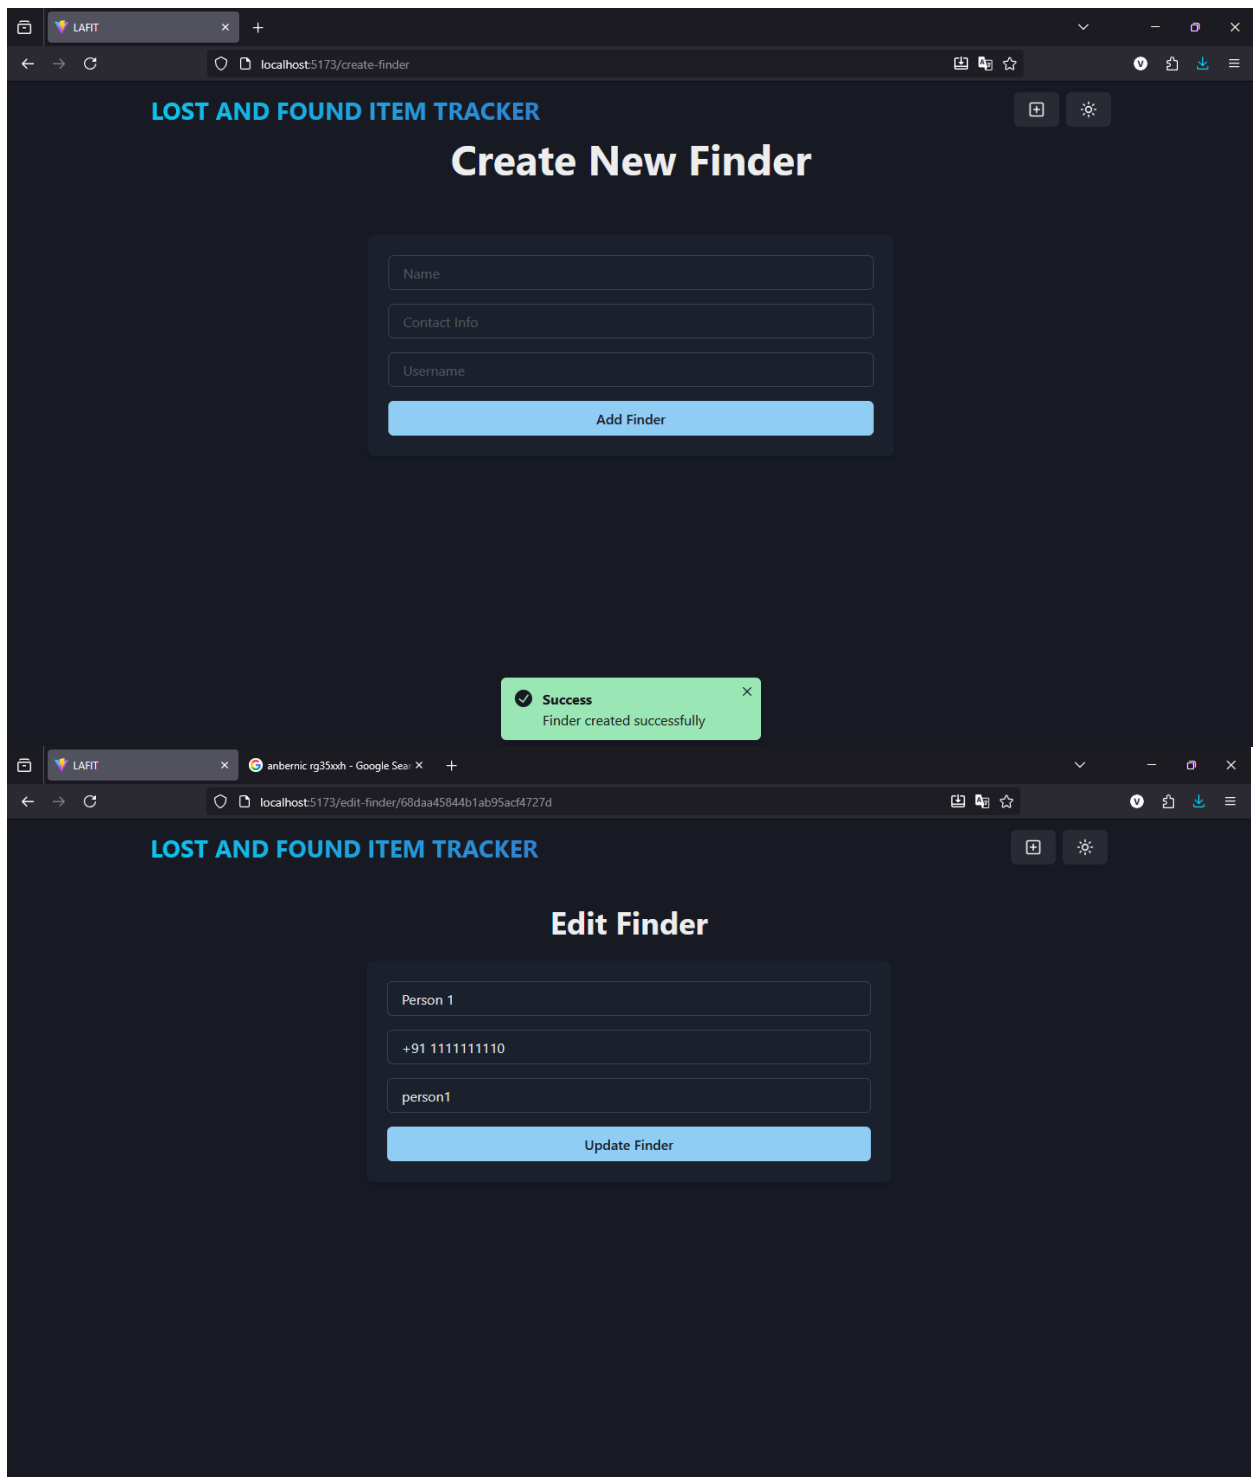 LAFIT
localhost:5173/create-finder
V
LOST AND FOUND ITEM TRACKER
Create New Finder
Name
Contact Info
Username
Add Finder
Success
Finder created successfully
LAFIT
anbernic rg35xxh - Google Sear
localhost:5173/edit-finder/68daa45844b1ab95acf4727d
V
LOST AND FOUND ITEM TRACKER
Edit Finder
Person 1
+91 1111111110
person1
Update Finder